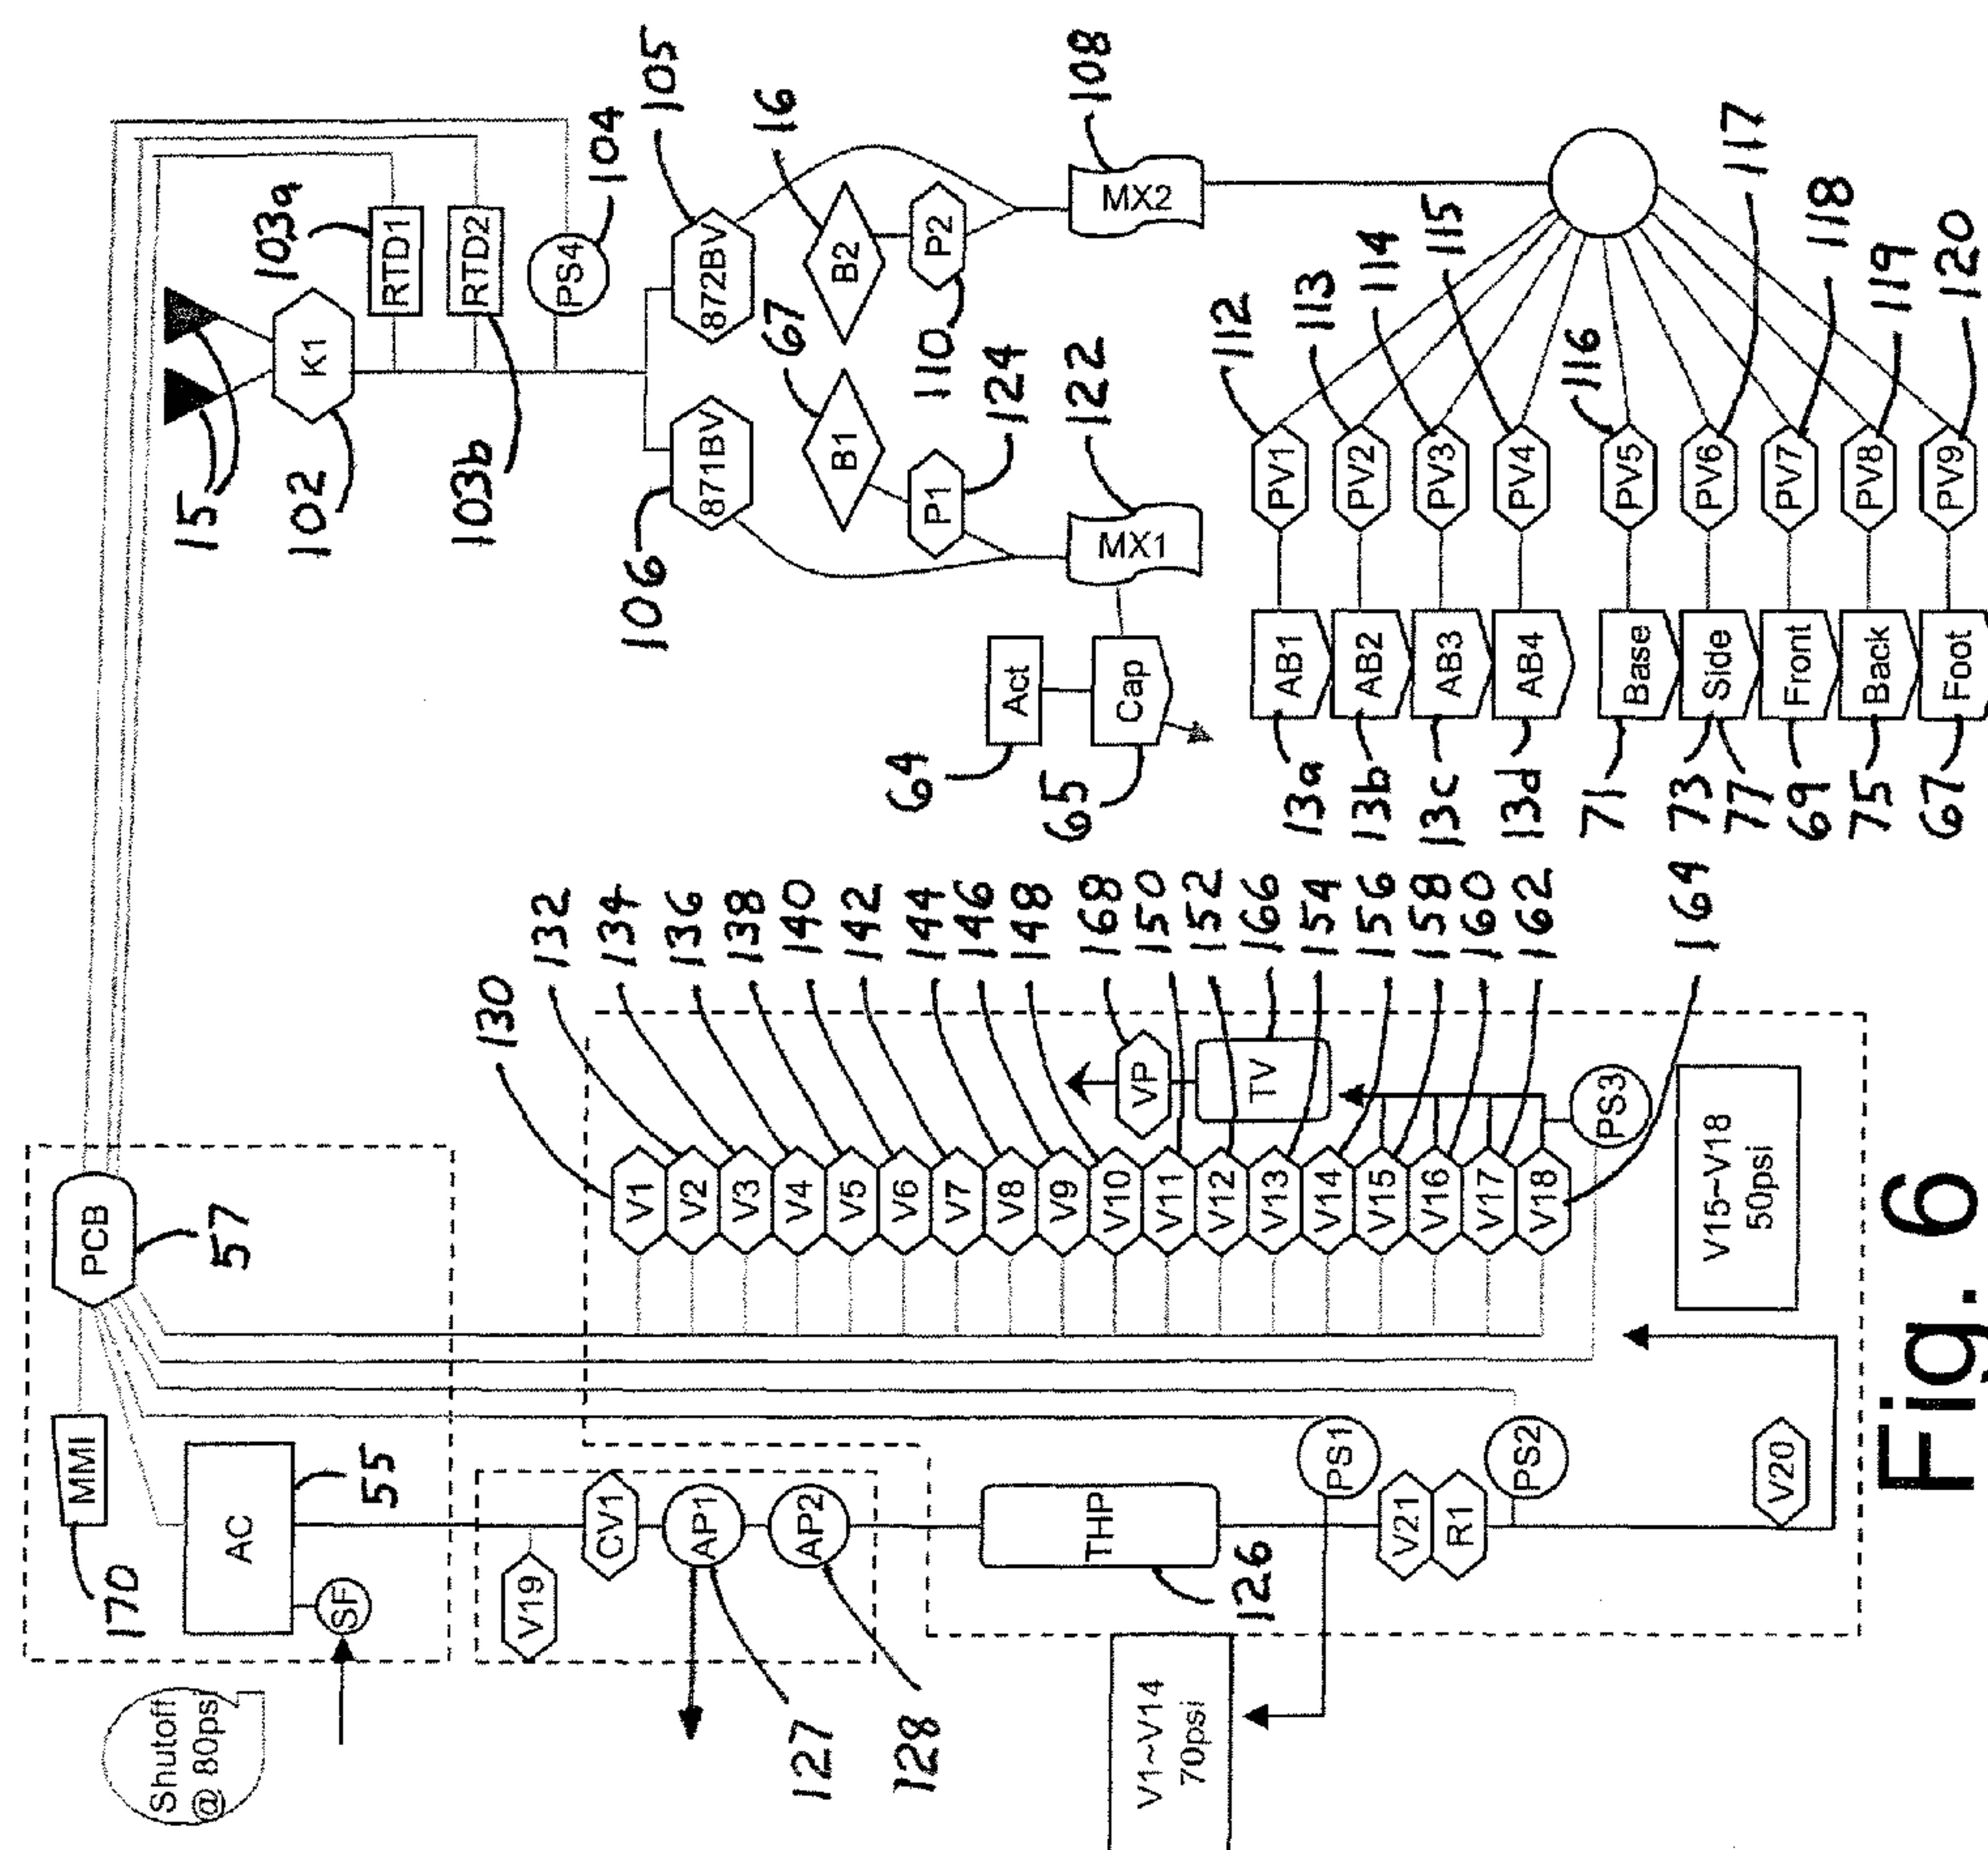 Shutoff
@ 80psi
SF
AC
55
MMI
170
PCB
57
V19
CV1
AP1
127
AP2
128
THP
126
PS1
V1~V14
70psi
V21
R1
PS2
V20
V1
130
V2
132
V3
134
V4
136
V5
138
V6
140
V7
142
V8
144
V9
146
V10
148
V11
150
V12
152
V13
154
V14
156
V15
158
V16
160
V17
162
V18
164
VP
168
TV
166
PS3
V15~V18
50psi
15
K1
102
RTD1
103a
RTD2
103b
PS4
104
871BV
106
872BV
105
B1
67
B2
16
P1
124
P2
110
MX1
122
MX2
108
Act
64
Cap
65
AB1
13a
PV1
112
AB2
13b
PV2
113
AB3
13c
PV3
114
AB4
13d
PV4
115
Base
71
PV5
116
Side
73
77
PV6
117
Front
69
PV7
118
Back
75
PV8
119
Foot
67
PV9
120
Fig. 6